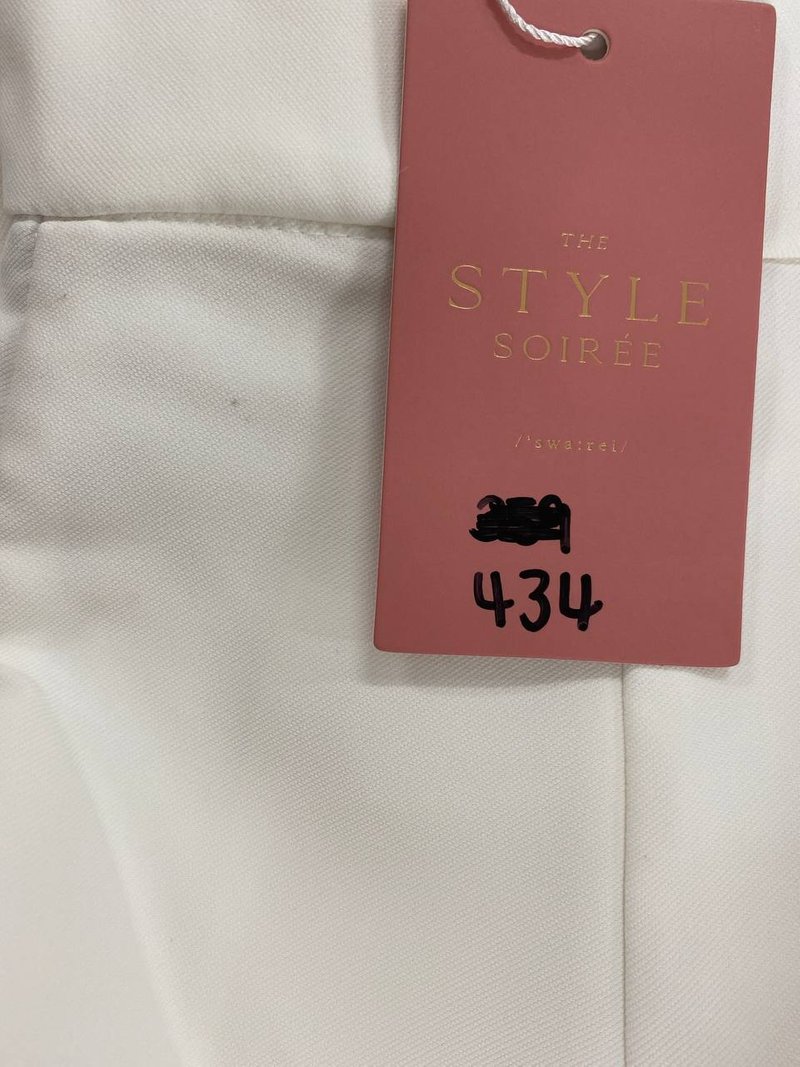 THE
STYLE
SOIRÉE
/'swa:rei/
434